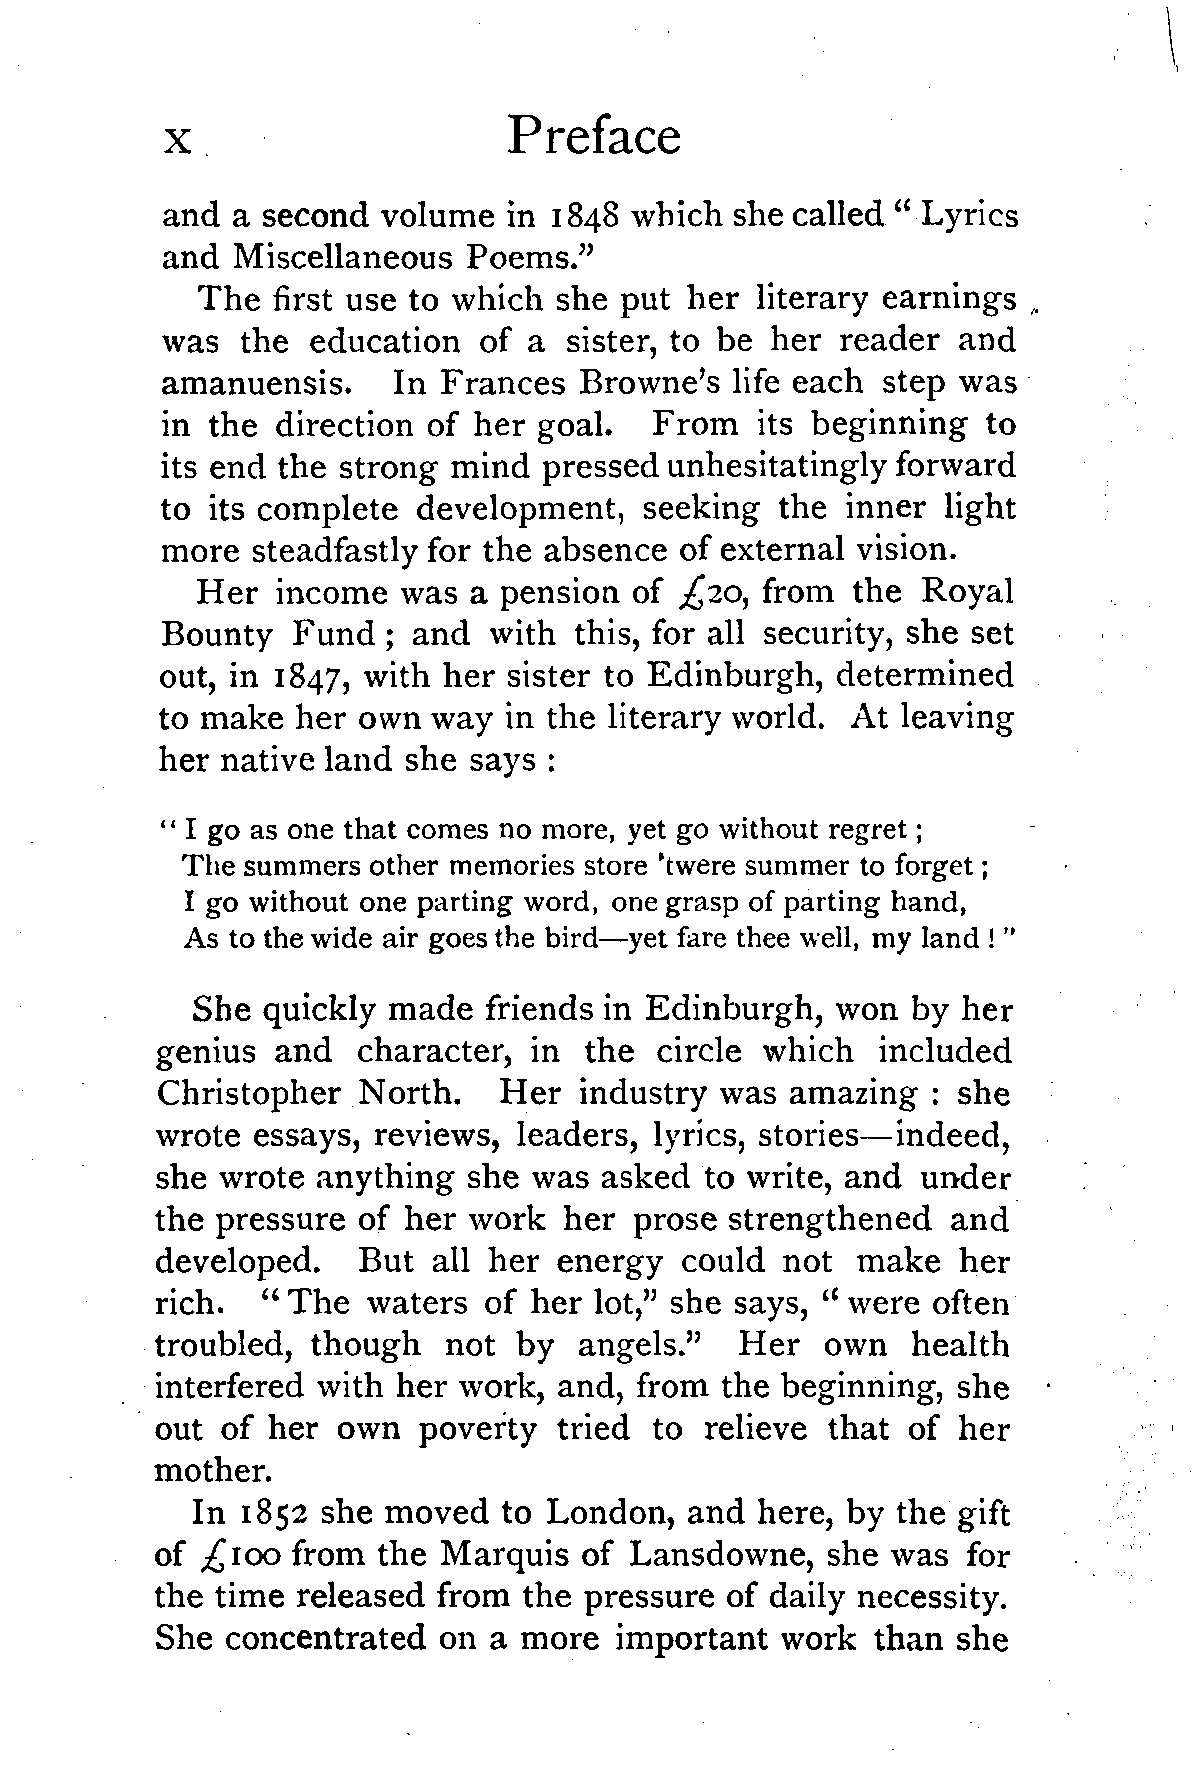 x Preface
and a second volume in 1848 which she called “ Lyrics
and Miscellaneous Poems.”
The first use to which she put her literary earnings
was the education of a sister, to be her reader and
amanuensis. In Frances Browne’s life each step was
in the direction of her goal. From its beginning to
its end the strong mind pressed unhesitatingly forward
to its complete development, seeking the inner light
more steadfastly for the absence of external vision.
Her income was a pension of £20, from the Royal
Bounty Fund ; and with this, for all security, she set
out, in 1847, with her sister to Edinburgh, determined
to make her own way in the literary world. At leaving
her native land she says :
“ I go as one that comes no more, yet go without regret ;
The summers other memories store ’twere summer to forget ;
I go without one parting word, one grasp of parting hand,
As to the wide air goes the bird—yet fare thee well, my land ! ”
She quickly made friends in Edinburgh, won by her
genius and character, in the circle which included
Christopher North. Her industry was amazing : she
wrote essays, reviews, leaders, lyrics, stories—indeed,
she wrote anything she was asked to write, and under
the pressure of her work her prose strengthened and
developed. But all her energy could not make her
rich. “ The waters of her lot,” she says, “ were often
troubled, though not by angels.” Her own health
interfered with her work, and, from the beginning, she
out of her own poverty tried to relieve that of her
mother.
In 1852 she moved to London, and here, by the gift
of £100 from the Marquis of Lansdowne, she was for
the time released from the pressure of daily necessity.
She concentrated on a more important work than she